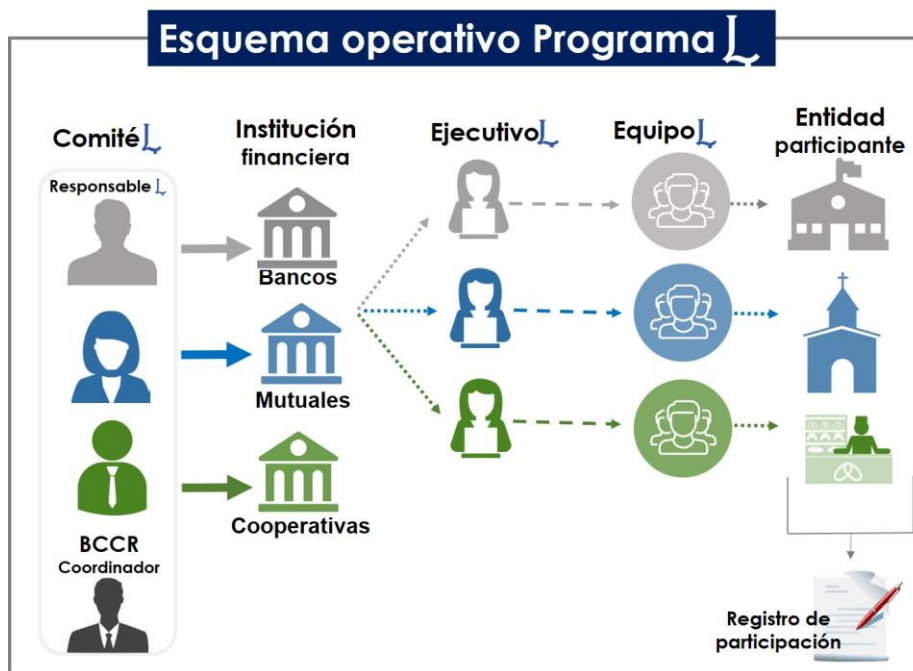 Esquema operativo Programa L
Comité L
Institución
financiera
Ejecutivo L
Equipo L
Entidad
participante
Responsable L
Bancos
Mutuales
Cooperativas
BCCR
Coordinador
Registro de
participación